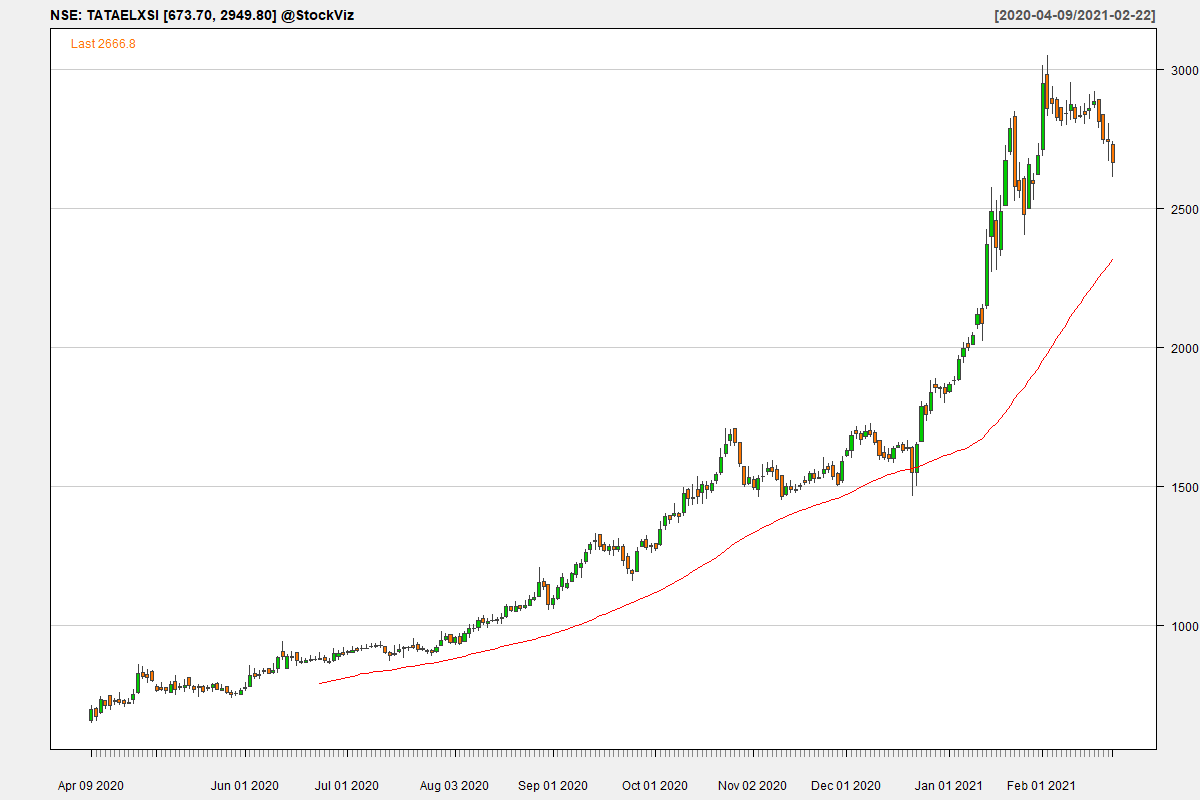 NSE: TATAELXSI [673.70, 2949.80] @StockViz
[2020-04-09/2021-02-22]
Last 2666.8
3000
2500
2000
1500
1000
Apr 09 2020
Jun 01 2020
Jul 01 2020
Aug 03 2020
Sep 01 2020
Oct 01 2020
Nov 02 2020
Dec 01 2020
Jan 01 2021
Feb 01 2021